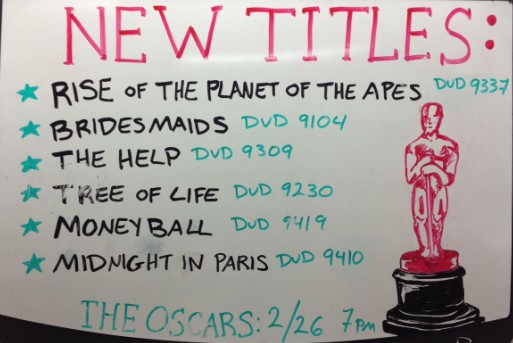 NEW TITLES:
RISE OF THE PLANET OF THE APES DVD 9337
BRIDESMAIDS DVD 9104
THE HELP DVD 9309
TREE OF LIFE DVD 9230
MONEYBALL DVD 9419
MIDNIGHT IN PARIS DVD 9410
THE OSCARS: 2/26 7PM